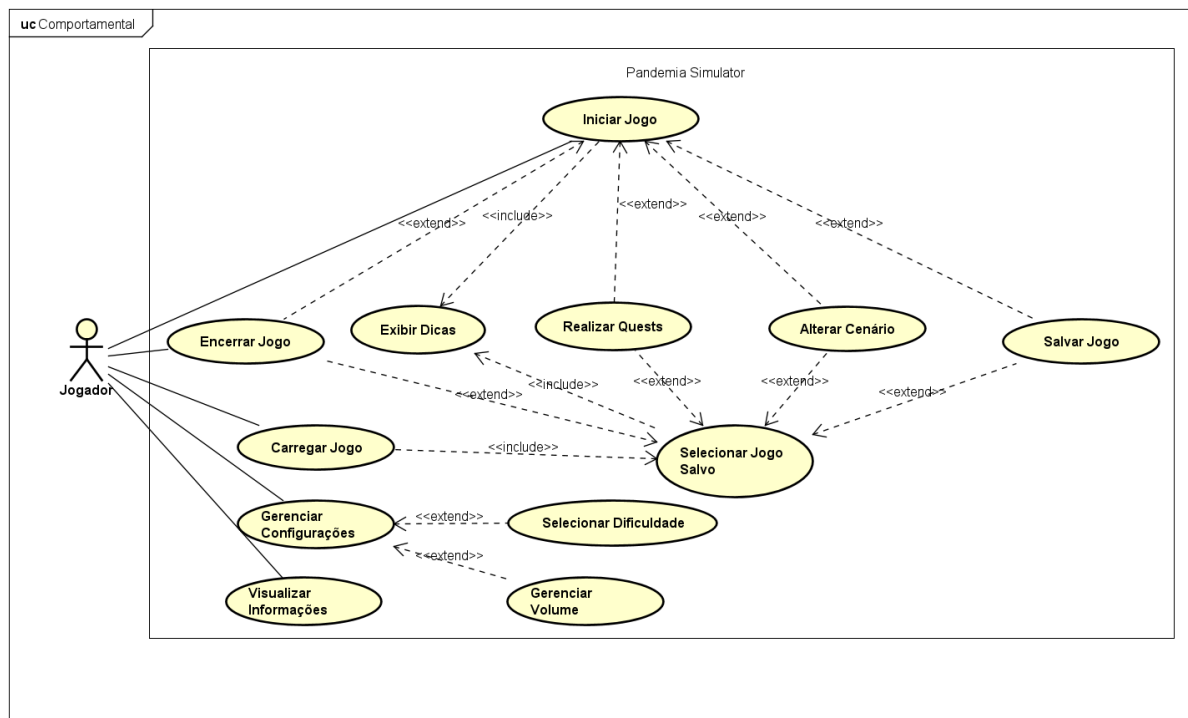 uc Comportamental
Pandemia Simulator
Iniciar Jogo
<<extend>>
<<include>>
<<extend>>
<<extend>>
<<extend>>
Encerrar Jogo
Exibir Dicas
Realizar Quests
Alterar Cenário
Salvar Jogo
Jogador
<<extend>>
<<include>>
<<extend>>
<<extend>>
<<extend>>
Carregar Jogo
<<include>>
Selecionar Jogo
Salvo
Gerenciar
Configurações
<<extend>>
Selecionar Dificuldade
<<extend>>
Visualizar
Informações
Gerenciar
Volume